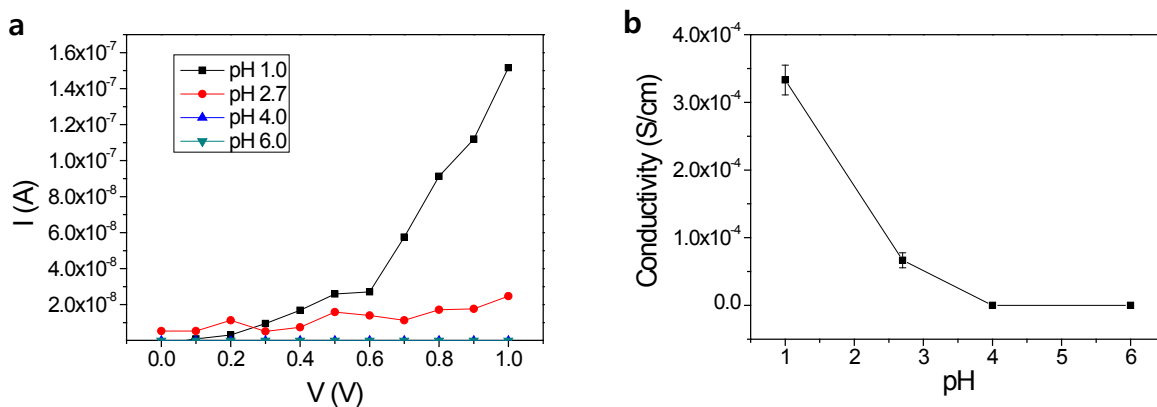 a
I (A)
1.6x10⁻⁷
1.4x10⁻⁷
1.2x10⁻⁷
1.0x10⁻⁷
8.0x10⁻⁸
6.0x10⁻⁸
4.0x10⁻⁸
2.0x10⁻⁸
pH 1.0
pH 2.7
pH 4.0
pH 6.0
0.0 0.2 0.4 0.6 0.8 1.0
V (V)
b
Conductivity (S/cm)
4.0x10⁻⁴
3.0x10⁻⁴
2.0x10⁻⁴
1.0x10⁻⁴
0.0
1 2 3 4 5 6
pH